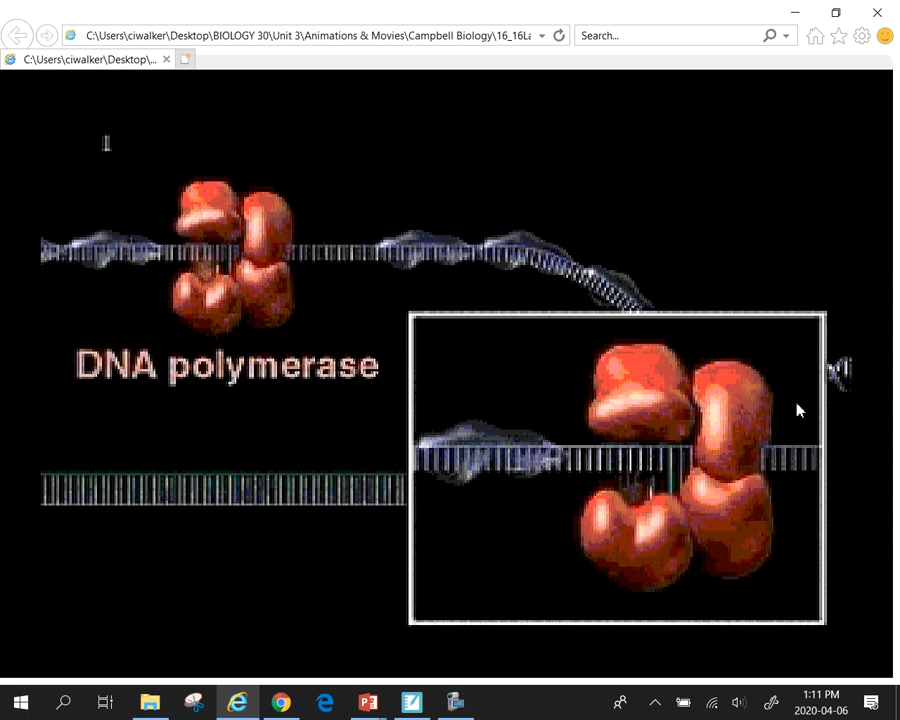 C:\Users\ciwalker\Desktop\BIOLOGY 30\Unit 3\Animations & Movies\Campbell Biology\16_16La
Search...
C:\Users\ciwalker\Desktop\...
DNA polymerase
1:11 PM
2020-04-06